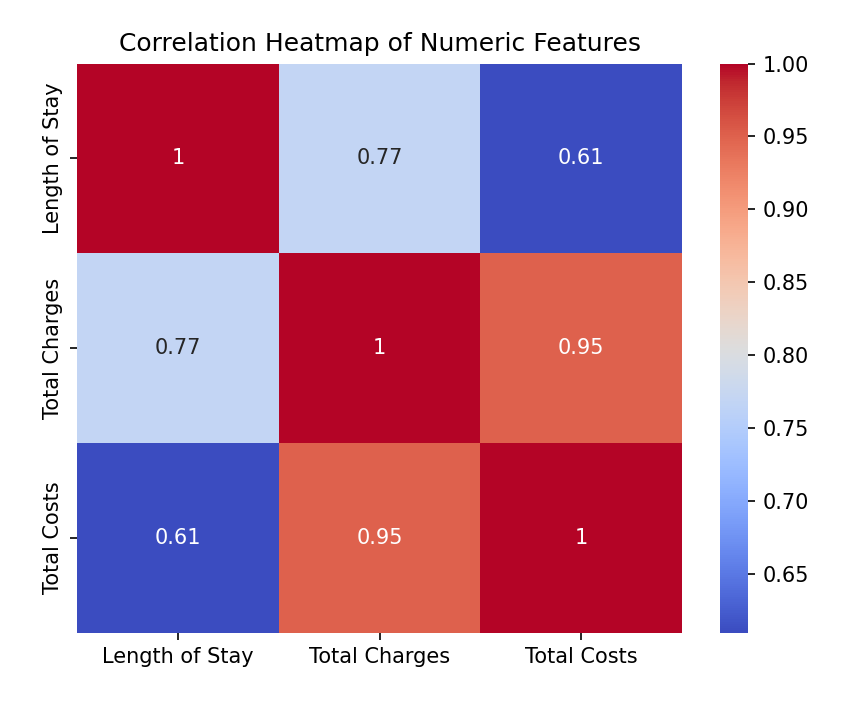 Correlation Heatmap of Numeric Features
Length of Stay
1
0.77
0.61
Total Charges
0.77
1
0.95
Total Costs
0.61
0.95
1
Length of Stay
Total Charges
Total Costs
1.00
0.95
0.90
0.85
0.80
0.75
0.70
0.65